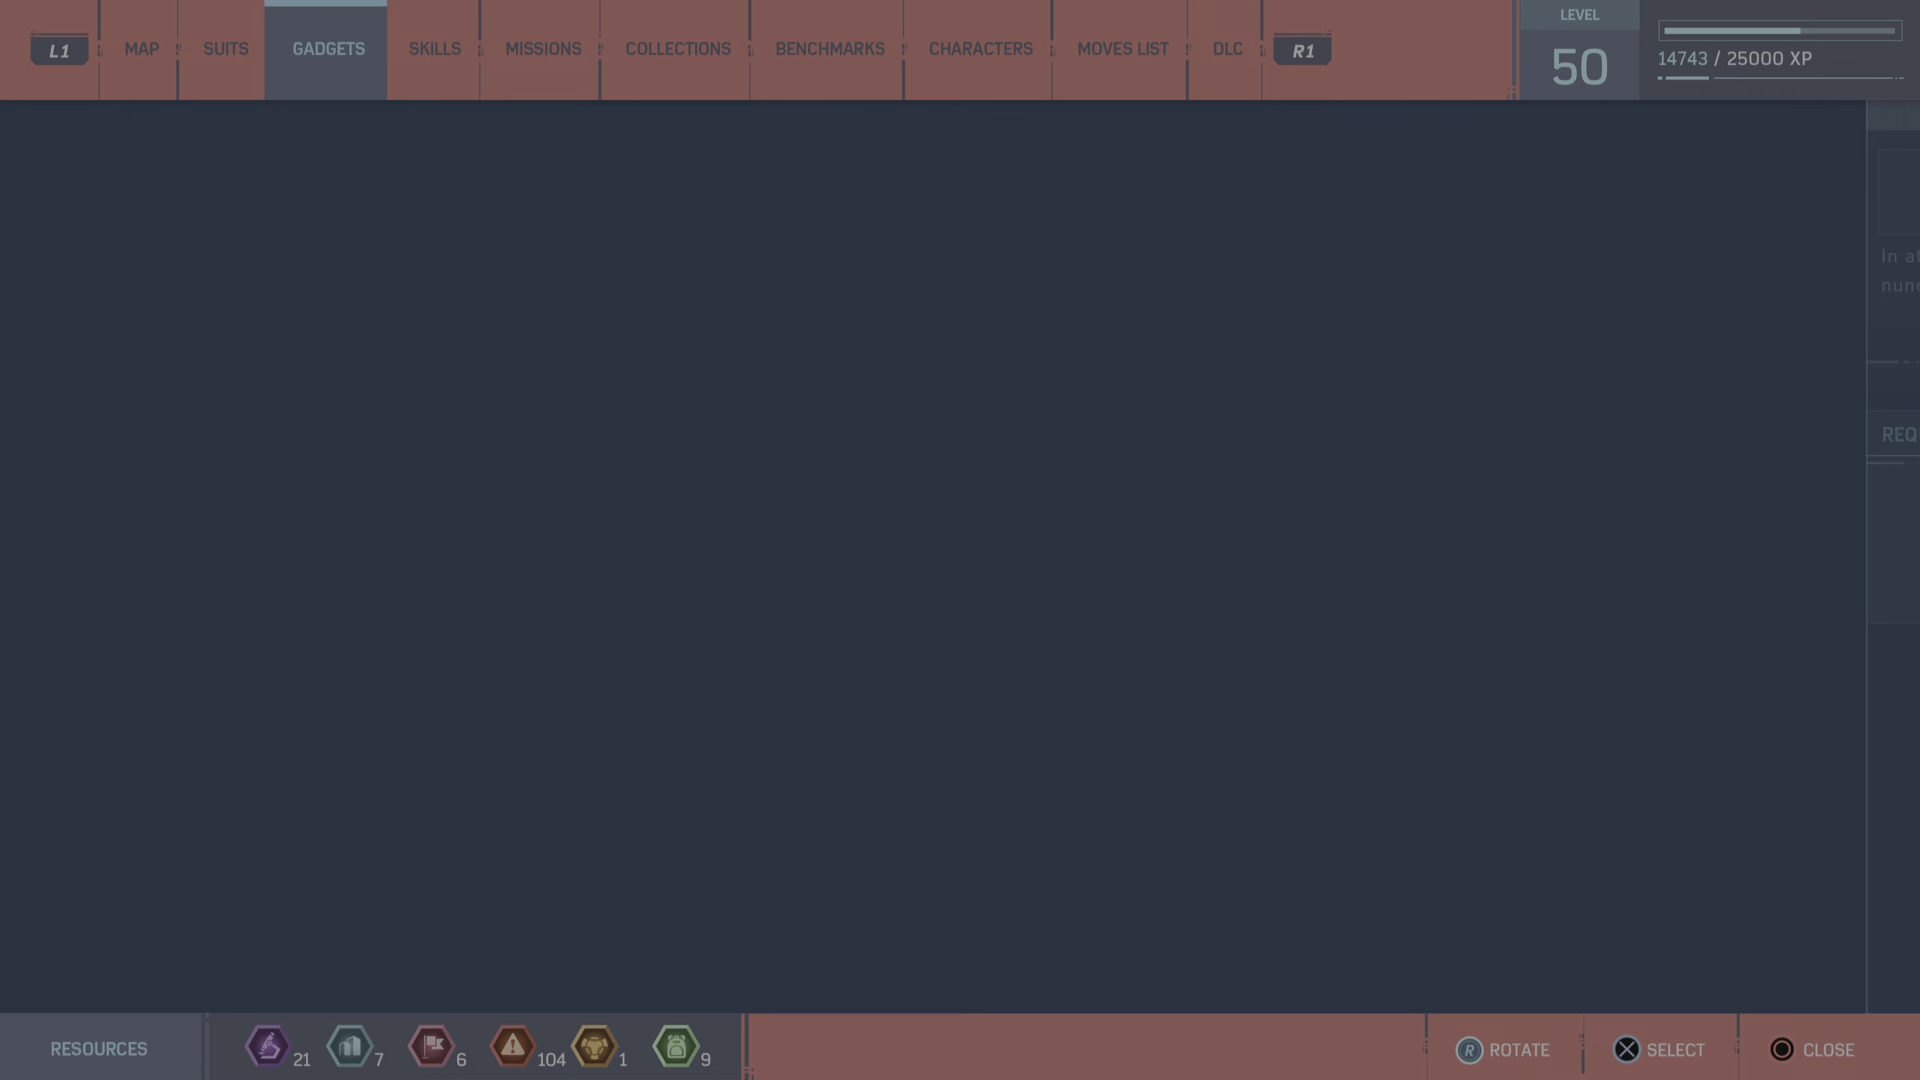 L1 MAP SUITS GADGETS SKILLS MISSIONS COLLECTIONS BENCHMARKS CHARACTERS MOVES LIST DLC R1
LEVEL
50
14743 / 25000 XP
In
REQ
RESOURCES 21 7 6 104 1 9
R ROTATE SELECT CLOSE